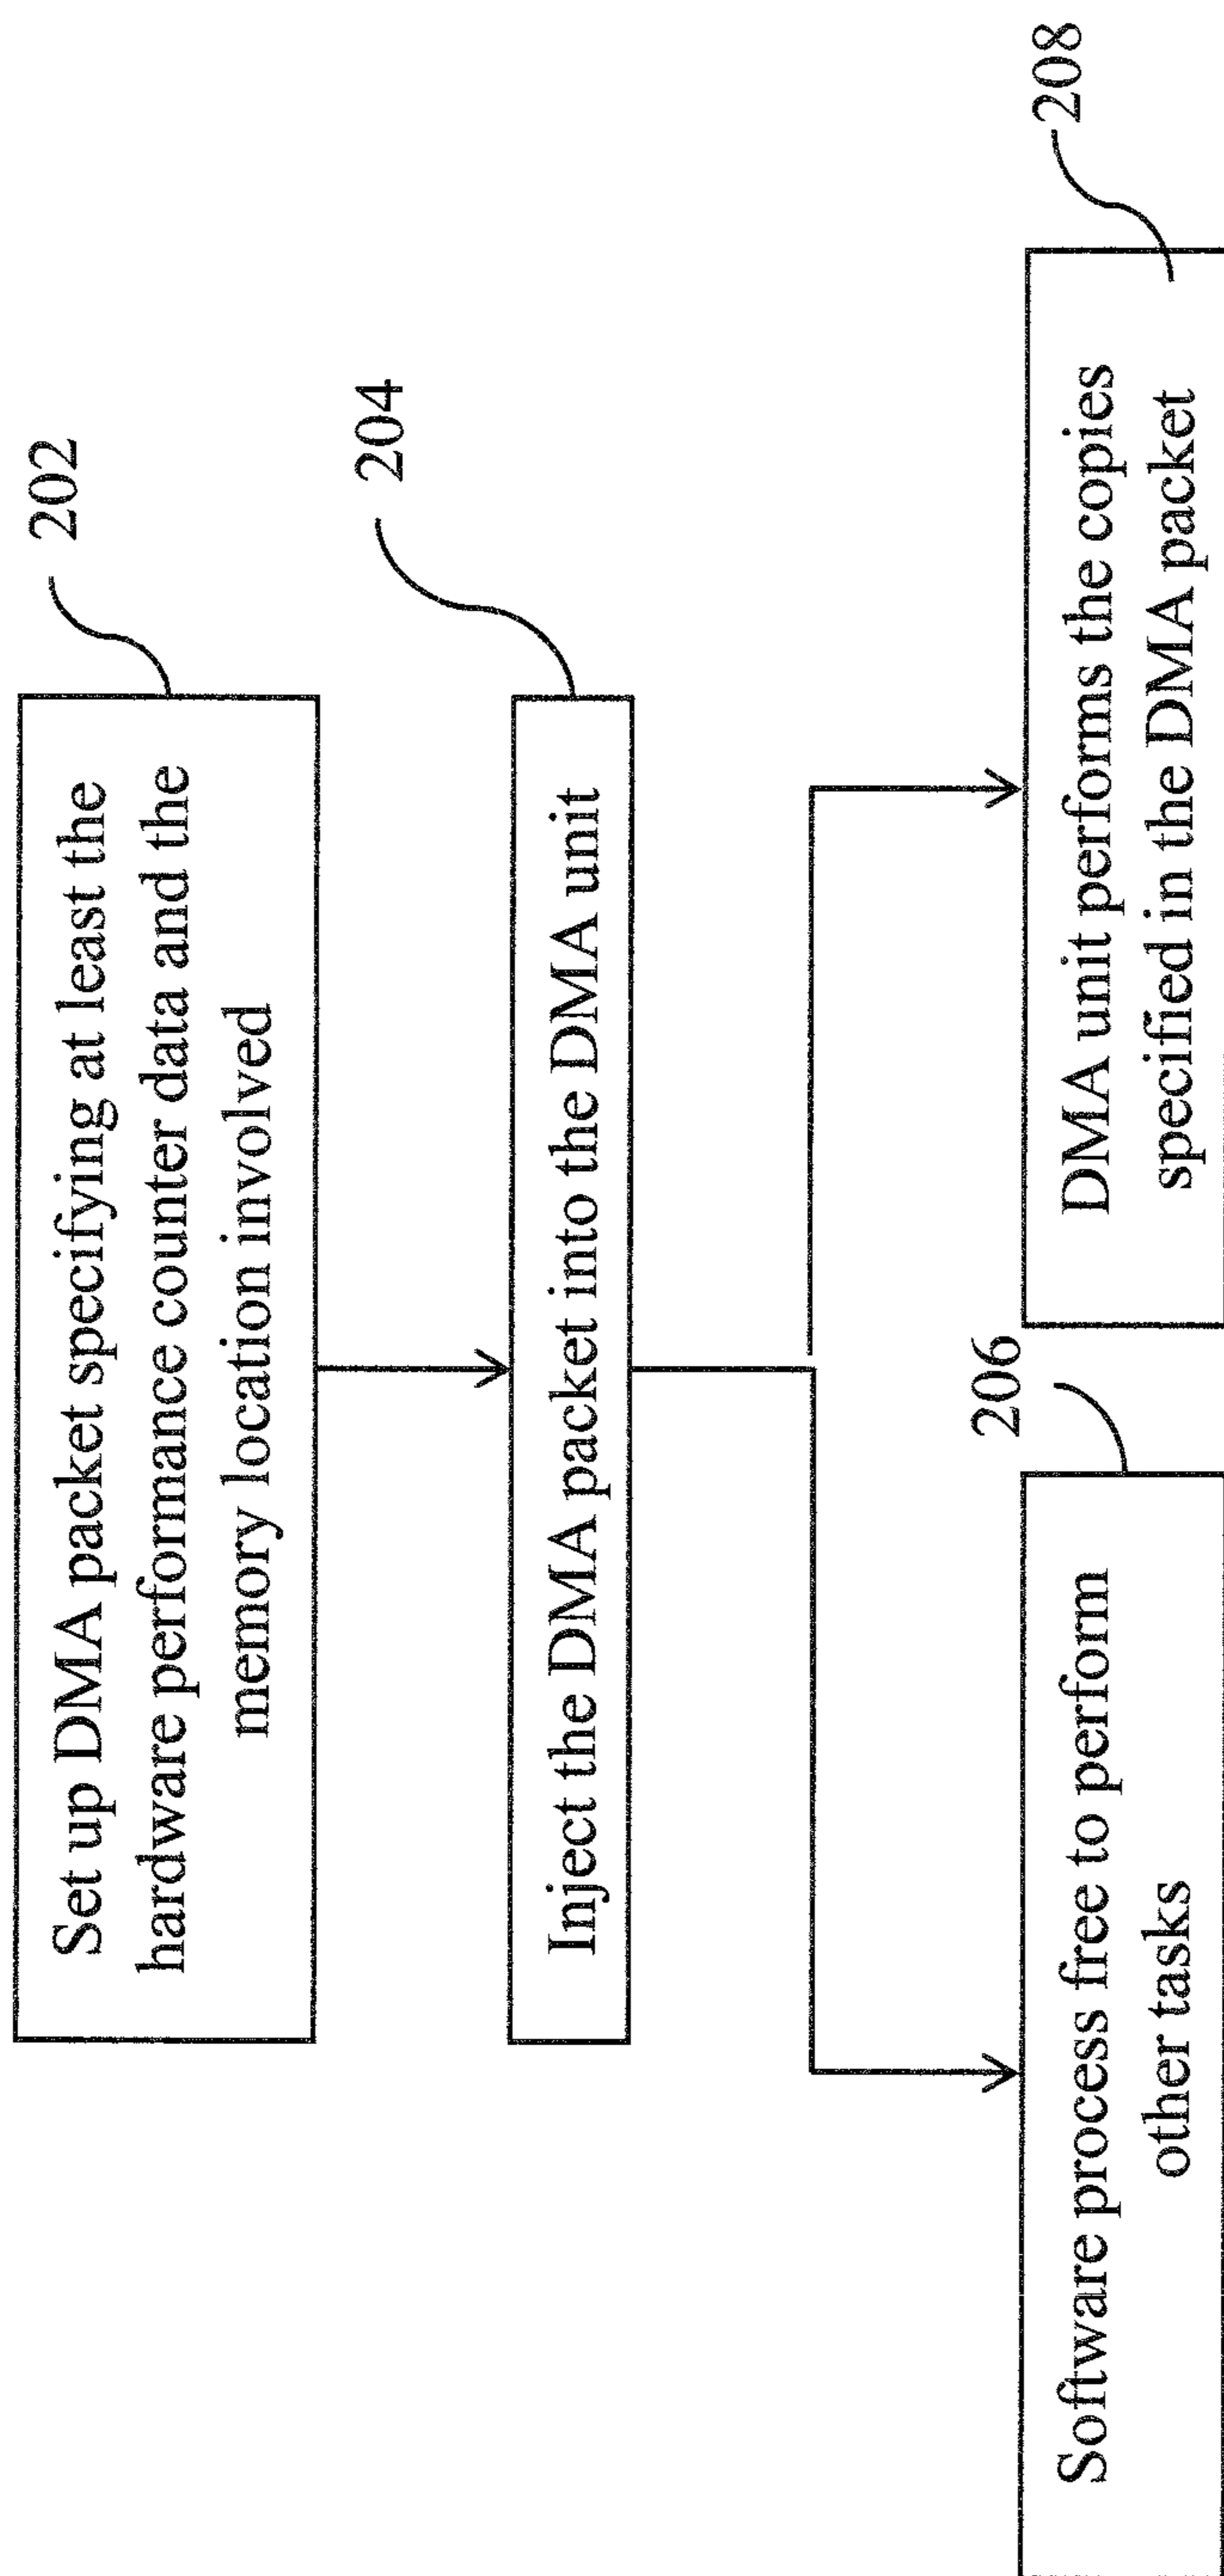 Set up DMA packet specifying at least the
hardware performance counter data and the
memory location involved
202
Inject the DMA packet into the DMA unit
204
Software process free to perform
other tasks
206
DMA unit performs the copies
specified in the DMA packet
208